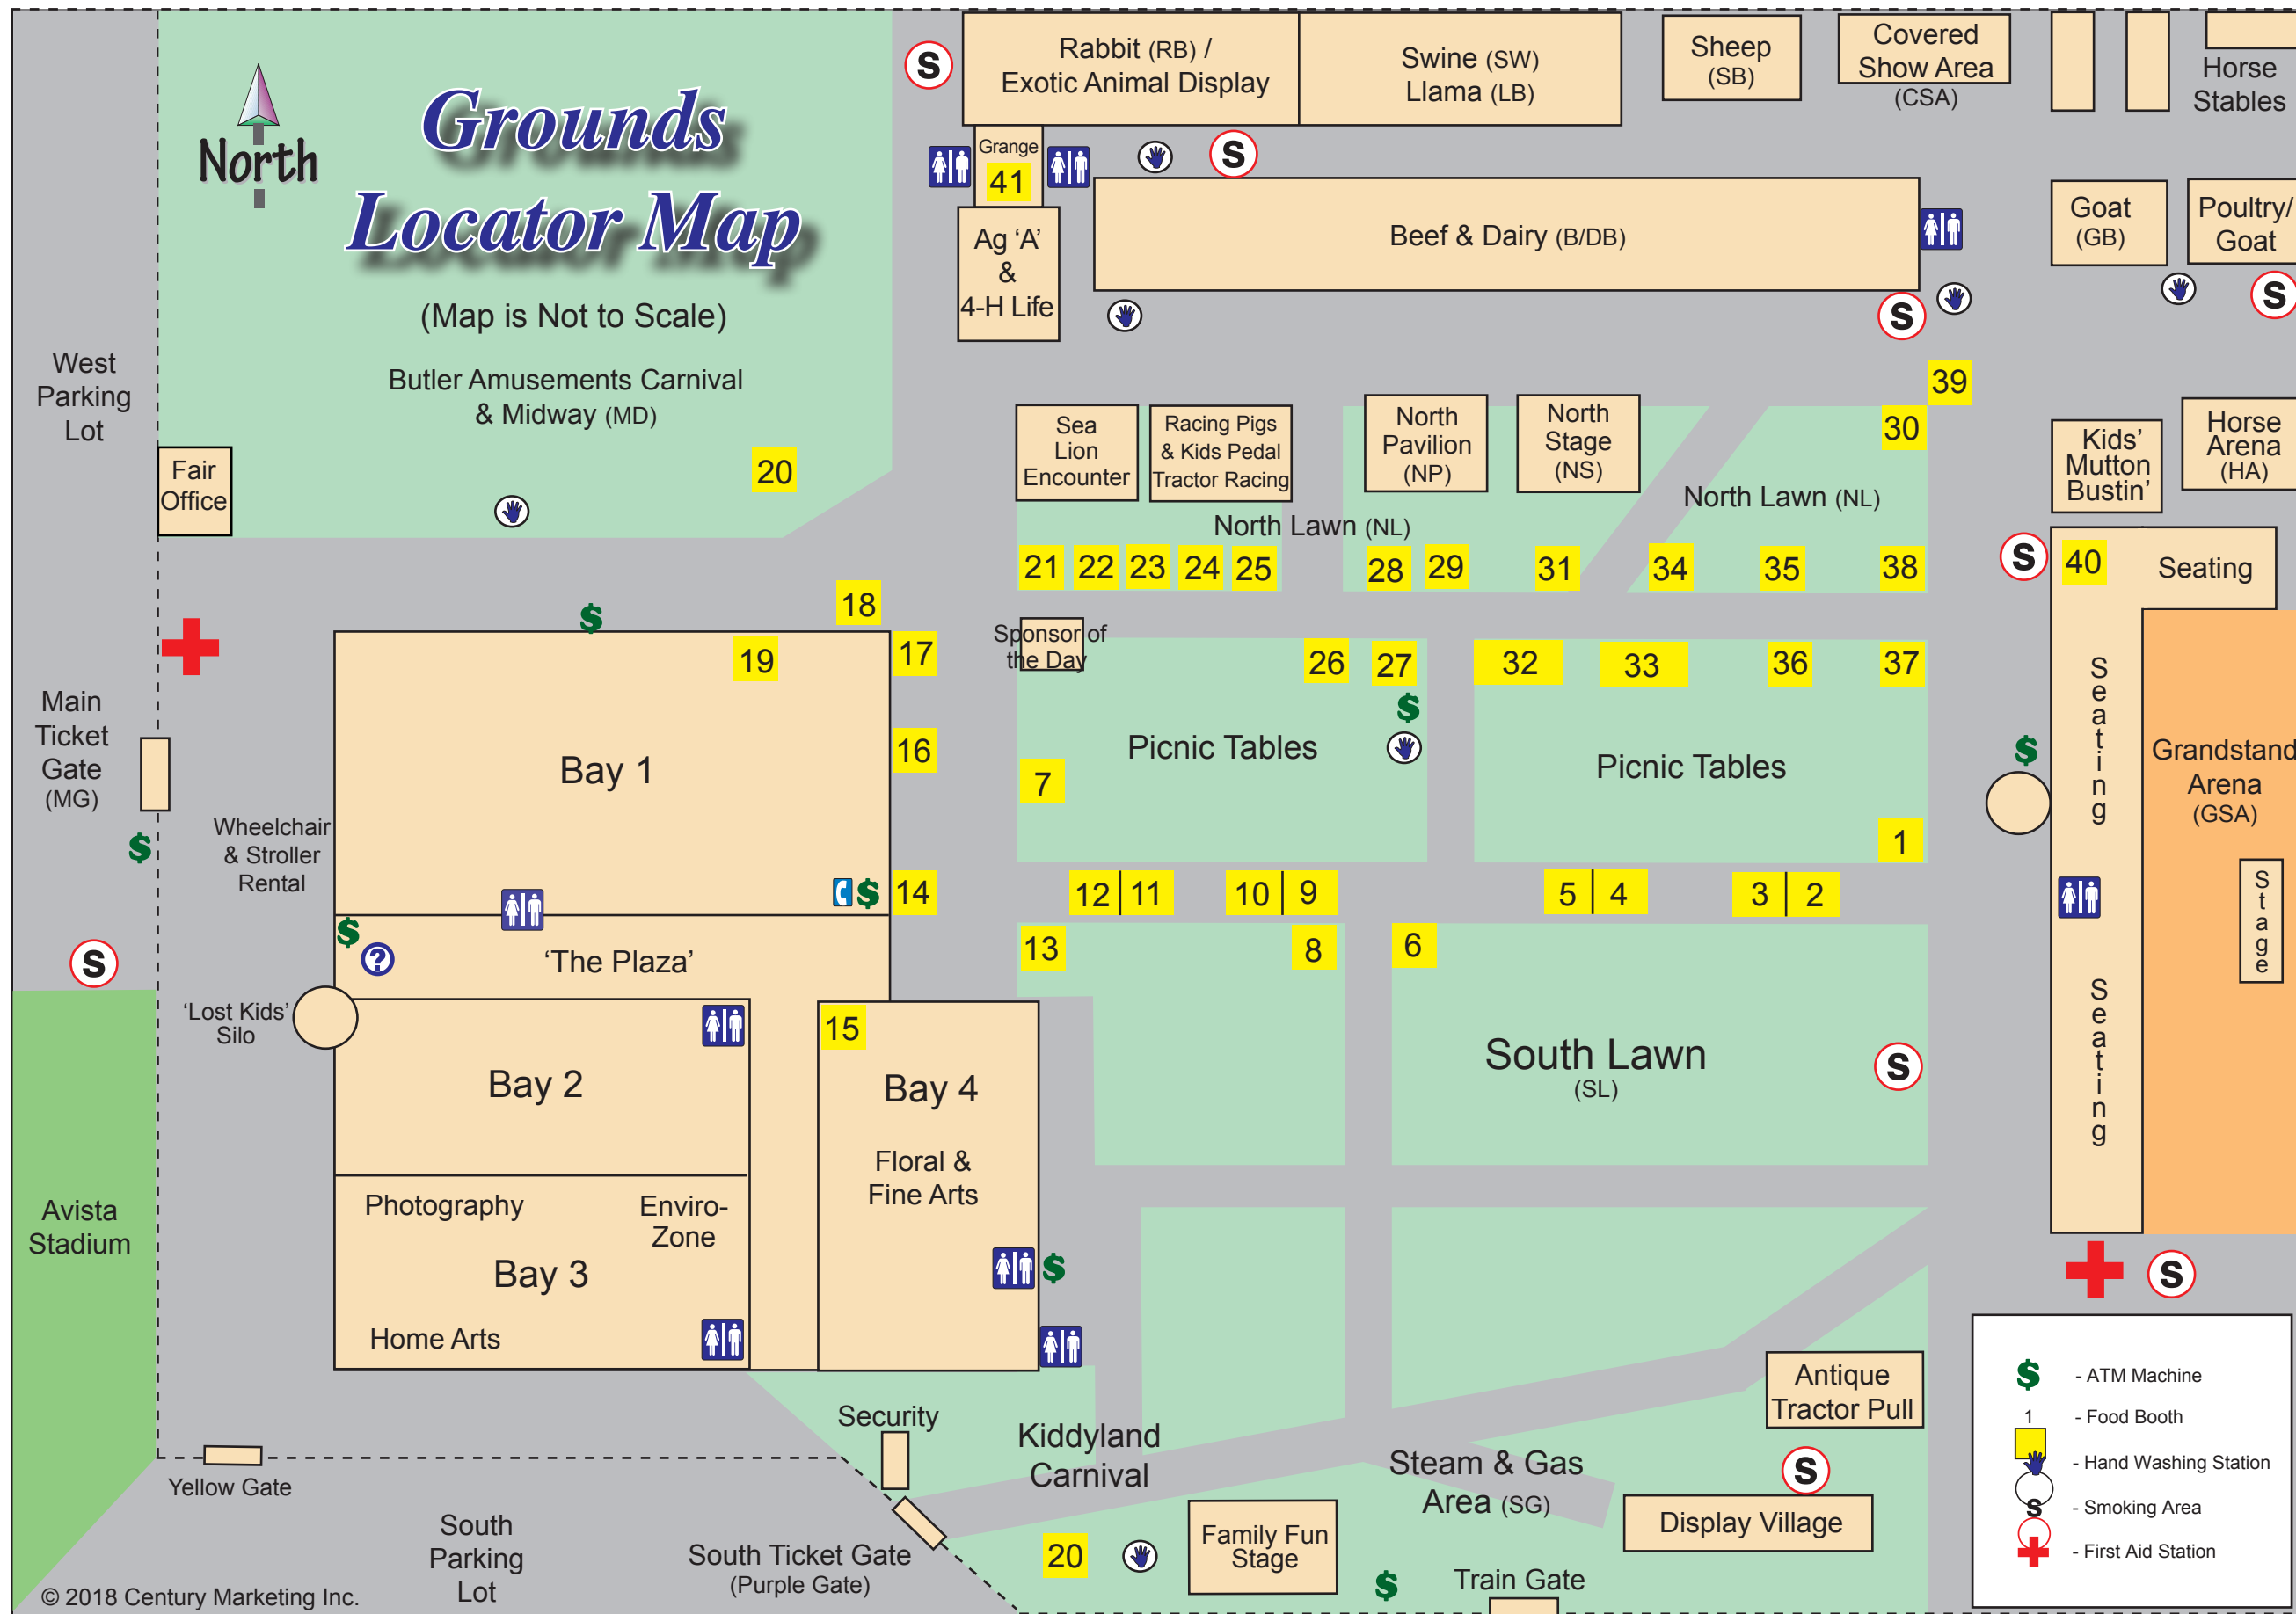 Grounds
Locator Map
(Map is Not to Scale)
North
Butler Amusements Carnival
& Midway (MD)
20
West
Parking
Lot
Fair
Office
S
Rabbit (RB) /
Exotic Animal Display
Swine (SW)
Llama (LB)
Sheep
(SB)
Covered
Show Area
(CSA)
Horse
Stables
Grange
41
S
Ag ‘A’
&
4-H Life
Beef & Dairy (B/DB)
S
Goat
(GB)
Poultry/
Goat
S
39
30
Sea
Lion
Encounter
Racing Pigs
& Kids Pedal
Tractor Racing
North
Pavilion
(NP)
North
Stage
(NS)
North Lawn (NL)
North Lawn (NL)
Kids’
Mutton
Bustin’
Horse
Arena
(HA)
21 22 23 24 25 28 29 31 34 35 38
S
40
Seating
Seating
Seating
Grandstand
Arena
(GSA)
Stage
$
18
17
19
16
14
Bay 1
$
Sponsor of
the Day
26 27 32 33 36 37
$
Picnic Tables
Picnic Tables
7
1
$
Main
Ticket
Gate
(MG)
$
Wheelchair
& Stroller
Rental
$
?
‘The Plaza’
12 11 10 9 5 4 3 2
13 8 6
S
‘Lost Kids’
Silo
Bay 2
15
Bay 4
Floral &
Fine Arts
South Lawn
(SL)
S
Avista
Stadium
Photography
Enviro-
Zone
Bay 3
Home Arts
$
S
Security
Kiddyland
Carnival
Steam & Gas
Area (SG)
Antique
Tractor Pull
S
Display Village
Yellow Gate
South
Parking
Lot
South Ticket Gate
(Purple Gate)
20
Family Fun
Stage
$
Train Gate
$ - ATM Machine
1 - Food Booth
- Hand Washing Station
S - Smoking Area
- First Aid Station
© 2018 Century Marketing Inc.